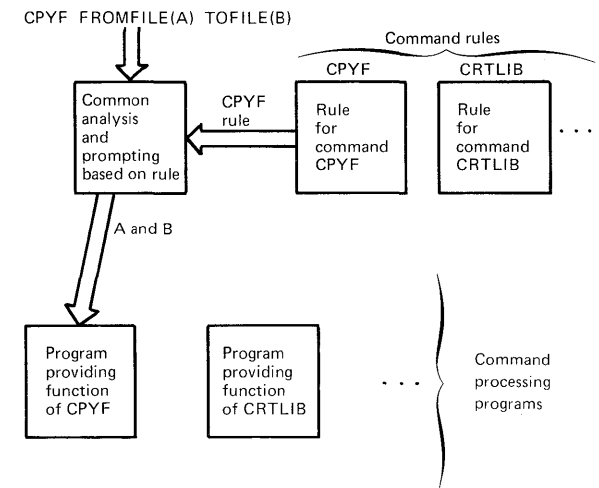 CPYF FROMFILE(A) TOFILE(B)
Command rules
CPYF
CRTLIB
Common
analysis
and
prompting
based on rule
CPYF
rule
Rule
for
command
CPYF
Rule
for
command
CRTLIB
...
A and B
Program
providing
function
of CPYF
Program
providing
function
of CRTLIB
...
Command
processing
programs